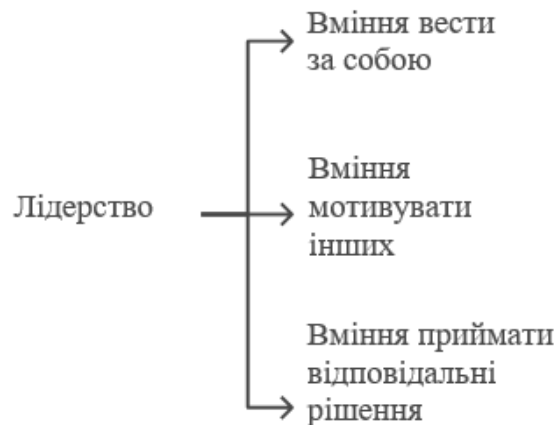 Вміння вести
за собою
Лідерство
Вміння
мотивувати
інших
Вміння приймати
відповідальні
рішення